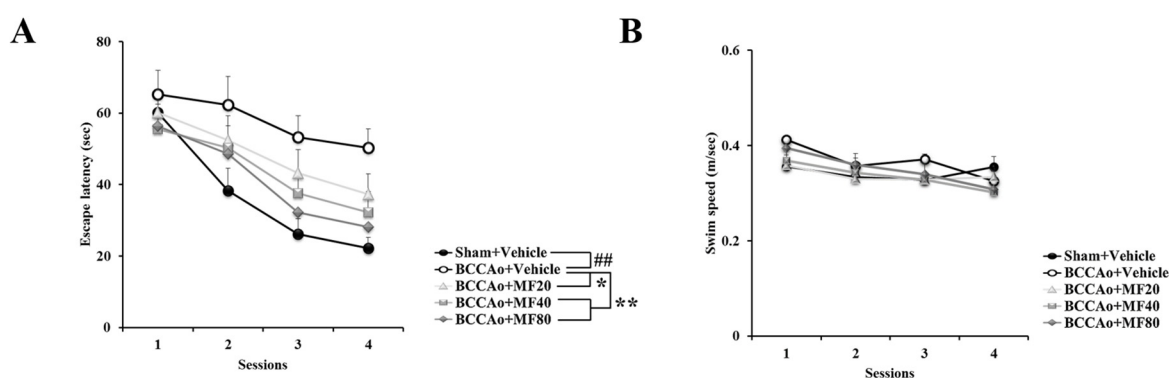 A
Escape latency (sec)
80
60
40
20
0
1 2 3 4
Sessions
Sham+Vehicle
BCCAo+Vehicle
BCCAo+MF20
BCCAo+MF40
BCCAo+MF80
##
*
**
B
Swim speed (m/sec)
0.6
0.4
0.2
0
1 2 3 4
Sessions
Sham+Vehicle
BCCAo+Vehicle
BCCAo+MF20
BCCAo+MF40
BCCAo+MF80